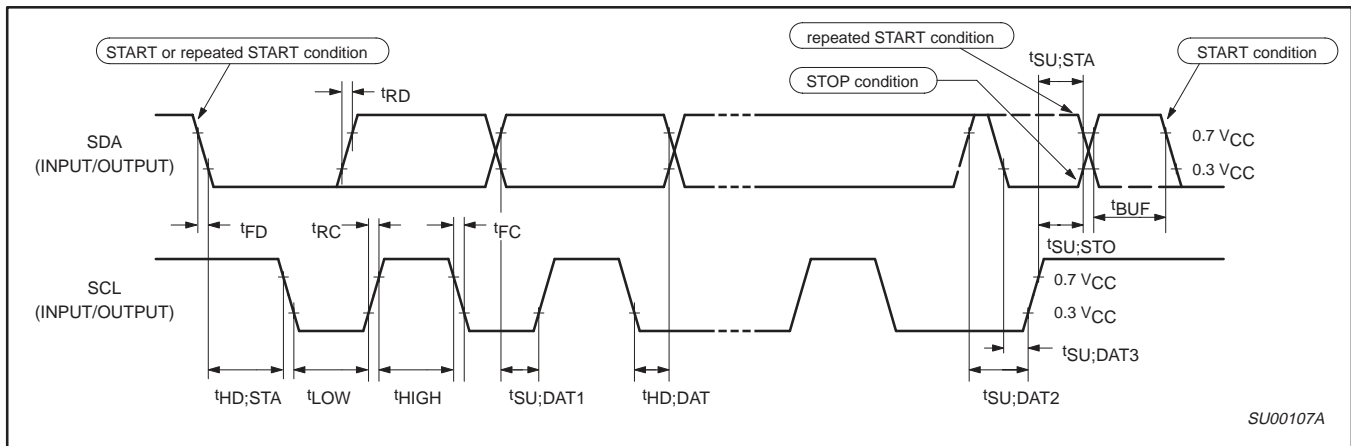 START or repeated START condition
repeated START condition
START condition
STOP condition
tSU;STA
tRD
SDA
(INPUT/OUTPUT)
0.7 VCC
0.3 VCC
tFD
tRC
tFC
tBUF
tSU;STO
SCL
(INPUT/OUTPUT)
0.7 VCC
0.3 VCC
tSU;DAT3
tHD;STA
tLOW
tHIGH
tSU;DAT1
tHD;DAT
tSU;DAT2
SU00107A